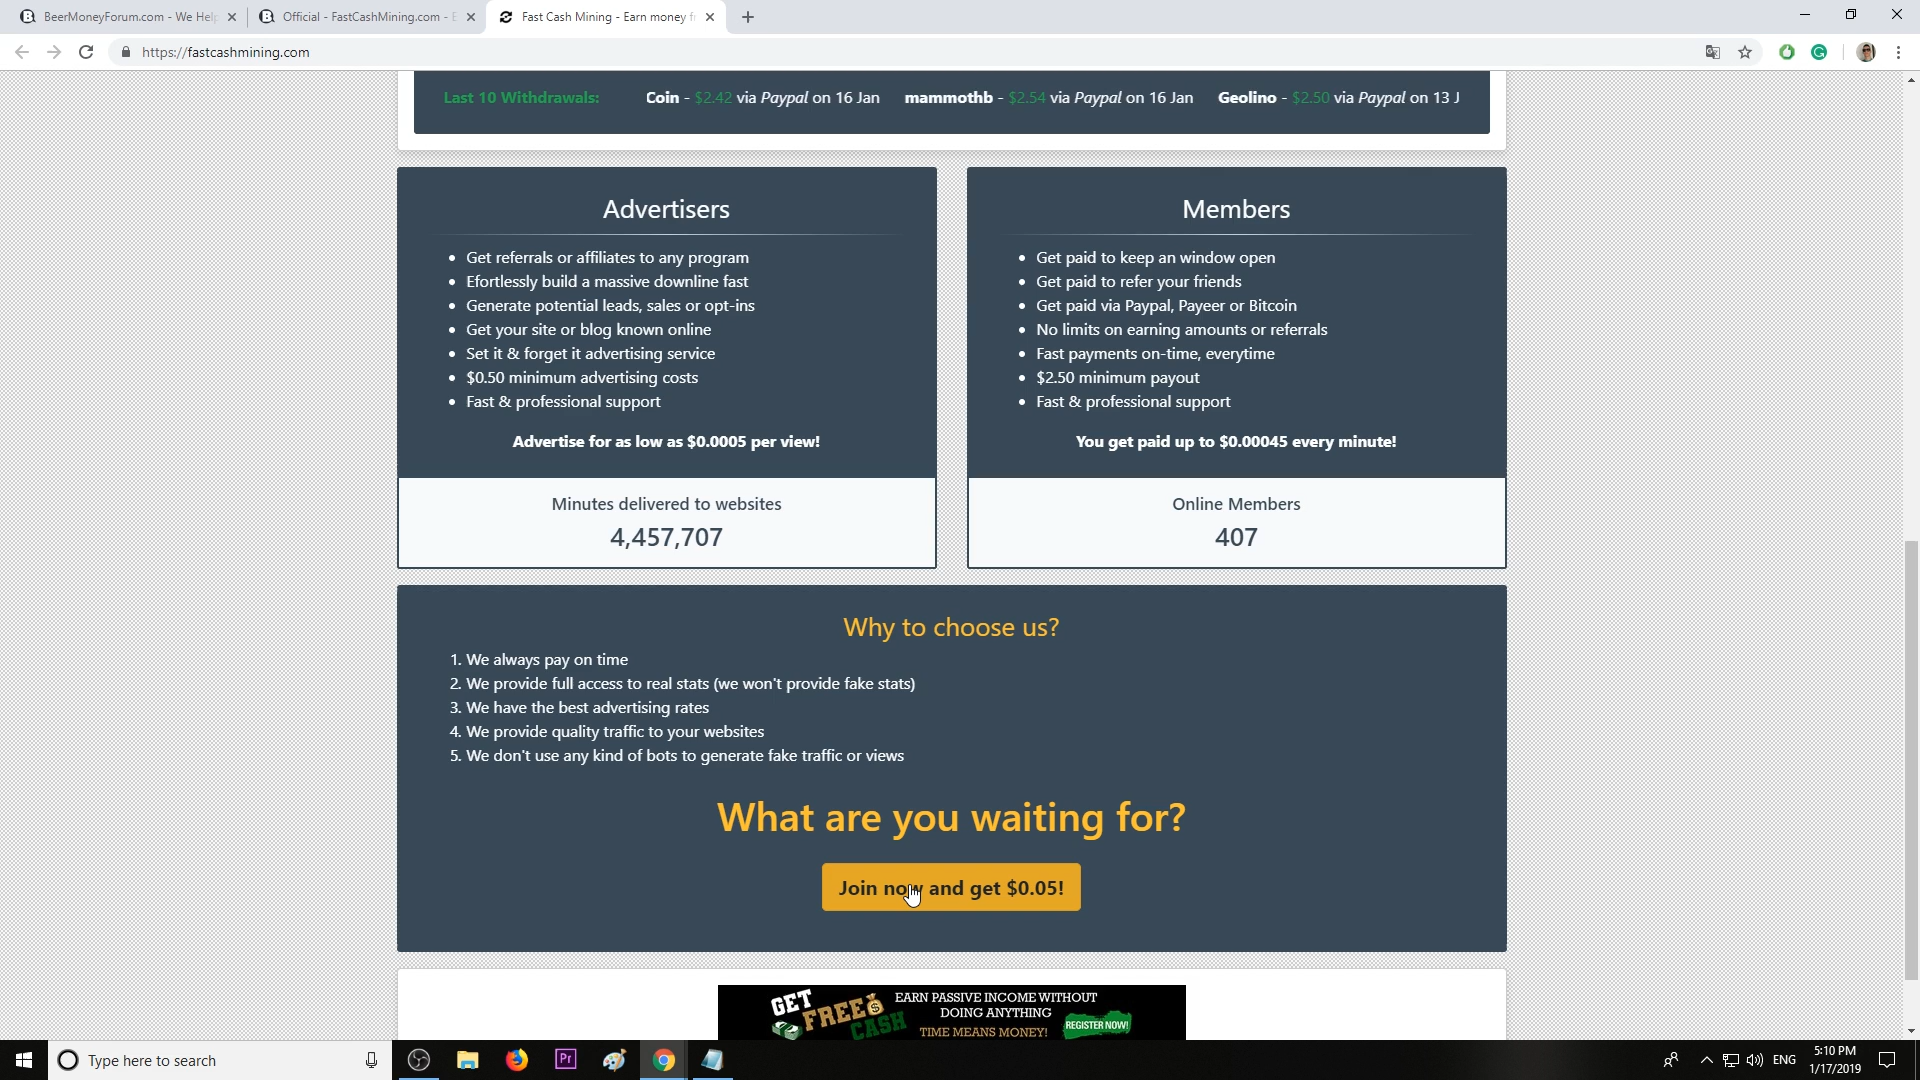 BeerMoneyForum.com - We Help
Official - FastCashMining.com - E
Fast Cash Mining - Earn money f
https://fastcashmining.com
Last 10 Withdrawals: Coin - $2.42 via Paypal on 16 Jan mammothb - $2.54 via Paypal on 16 Jan Geolino - $2.50 via Paypal on 13 J
Advertisers
Get referrals or affiliates to any program
Efortlessly build a massive downline fast
Generate potential leads, sales or opt-ins
Get your site or blog known online
Set it & forget it advertising service
$0.50 minimum advertising costs
Fast & professional support
Advertise for as low as $0.0005 per view!
Minutes delivered to websites
4,457,707
Members
Get paid to keep an window open
Get paid to refer your friends
Get paid via Paypal, Payeer or Bitcoin
No limits on earning amounts or referrals
Fast payments on-time, everytime
$2.50 minimum payout
Fast & professional support
You get paid up to $0.00045 every minute!
Online Members
407
Why to choose us?
1. We always pay on time
2. We provide full access to real stats (we won't provide fake stats)
3. We have the best advertising rates
4. We provide quality traffic to your websites
5. We don't use any kind of bots to generate fake traffic or views
What are you waiting for?
Join now and get $0.05!
GET FREE CASH
EARN PASSIVE INCOME WITHOUT
DOING ANYTHING
TIME MEANS MONEY!
REGISTER NOW!
Type here to search
Pr
ENG
5:10 PM
1/17/2019